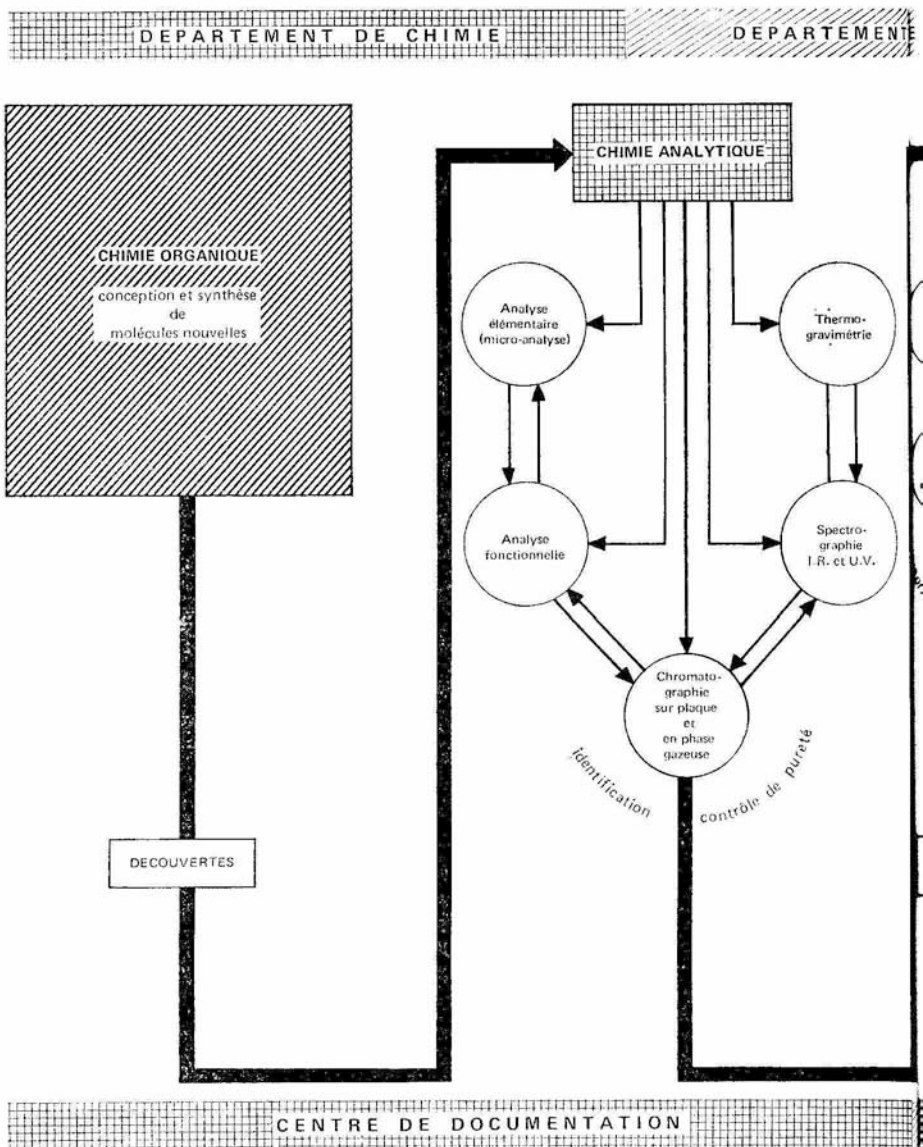 DEPARTEMENT DE CHIMIE
DEPARTEMENTE
CHIMIE ORGANIQUE
conception et synthèse
de
molécules nouvelles
DECOUVERTES
CHIMIE ANALYTIQUE
Analyse
élémentaire
(micro-analyse)
Thermo-
gravimétrie
Analyse
fonctionnelle
Spectro-
graphie
I.R. et U.V.
Chromato-
graphie
sur plaque
et
en phase
gazeuse
identification
contrôle de pureté
CENTRE DE DOCUMENTATION